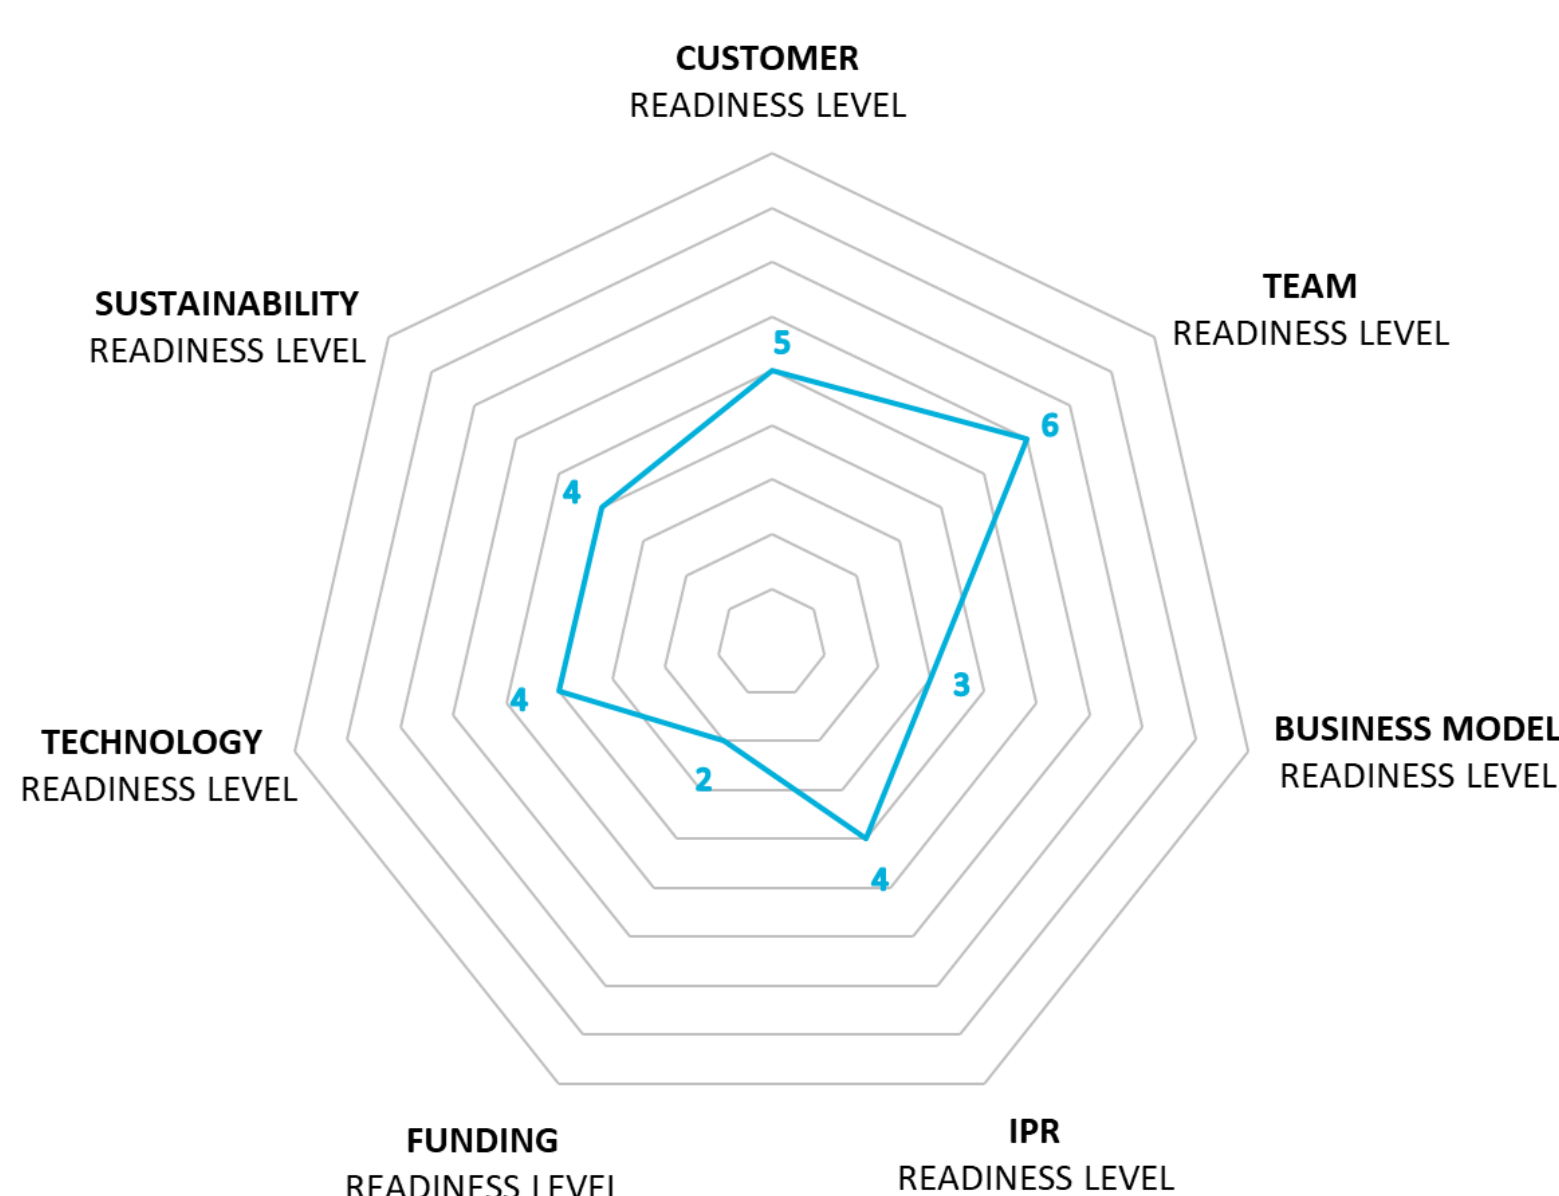 CUSTOMER
READINESS LEVEL
TEAM
READINESS LEVEL
SUSTAINABILITY
READINESS LEVEL
5
6
4
3
4
TECHNOLOGY
READINESS LEVEL
BUSINESS MODEL
READINESS LEVEL
2
4
FUNDING
READINESS LEVEL
IPR
READINESS LEVEL